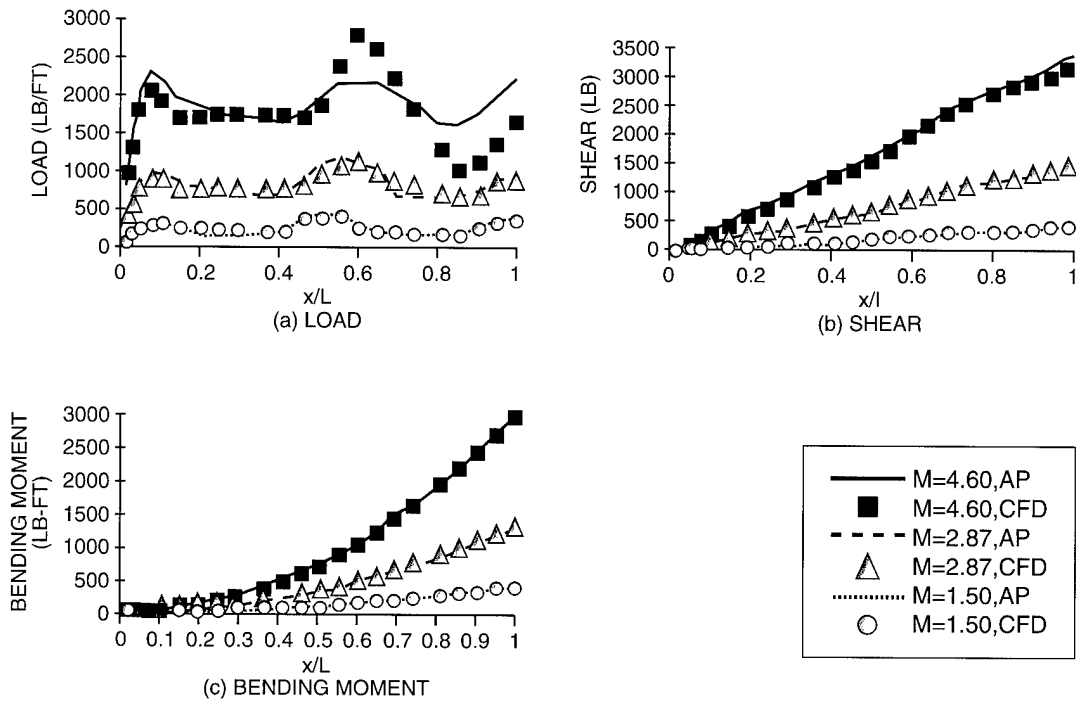 3000
2500
2000
1500
1000
500
0
LOAD (LB/FT)
0 0.2 0.4 0.6 0.8 1
x/L
(a) LOAD
3500
3000
2500
2000
1500
1000
500
0
SHEAR (LB)
0 0.2 0.4 0.6 0.8 1
x/l
(b) SHEAR
3000
2500
2000
1500
1000
500
0
BENDING MOMENT
(LB-FT)
0 0.1 0.2 0.3 0.4 0.5 0.6 0.7 0.8 0.9 1
x/L
(c) BENDING MOMENT
M=4.60,AP
M=4.60,CFD
M=2.87,AP
M=2.87,CFD
M=1.50,AP
M=1.50,CFD